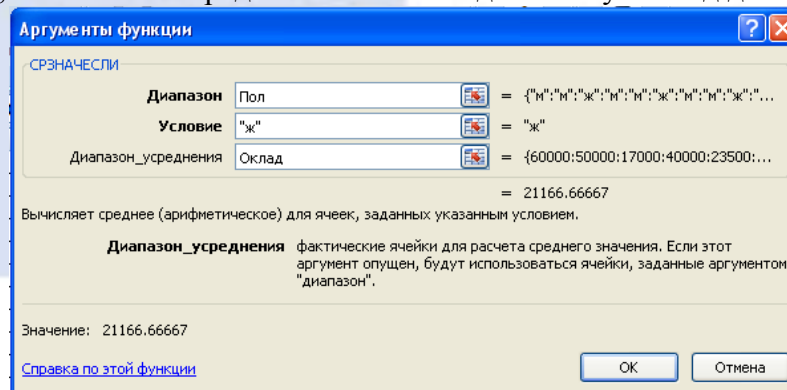 Аргументы функции
СРЗНАЧЕСЛИ
Диапазон Пол = {"м":"м":"ж":"м":"м":"ж":"м":"м":"ж":"...
Условие "ж" = "ж"
Диапазон_усреднения Оклад = {60000:50000:17000:40000:23500:...
= 21166.66667
Вычисляет среднее (арифметическое) для ячеек, заданных указанным условием.
Диапазон_усреднения фактические ячейки для расчета среднего значения. Если этот
аргумент опущен, будут использоваться ячейки, заданные аргументом
"диапазон".
Значение: 21166.66667
Справка по этой функции
ОК Отмена